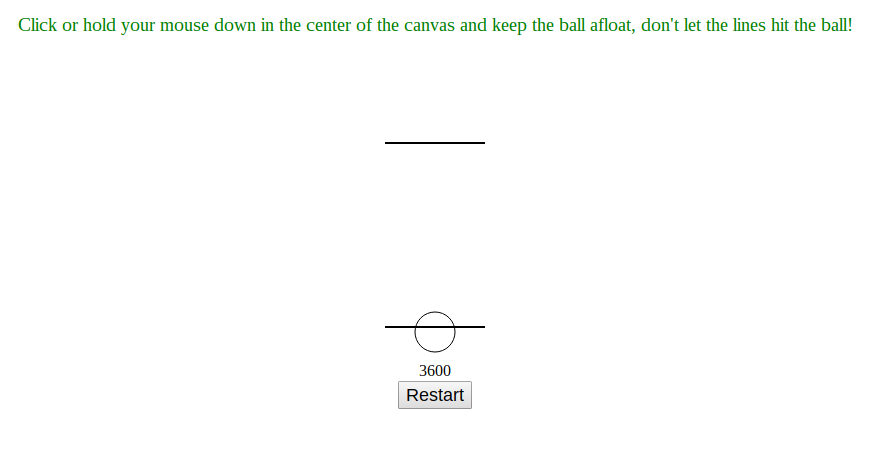 Click or hold your mouse down in the center of the canvas and keep the ball afloat, don't let the lines hit the ball!
3600
Restart